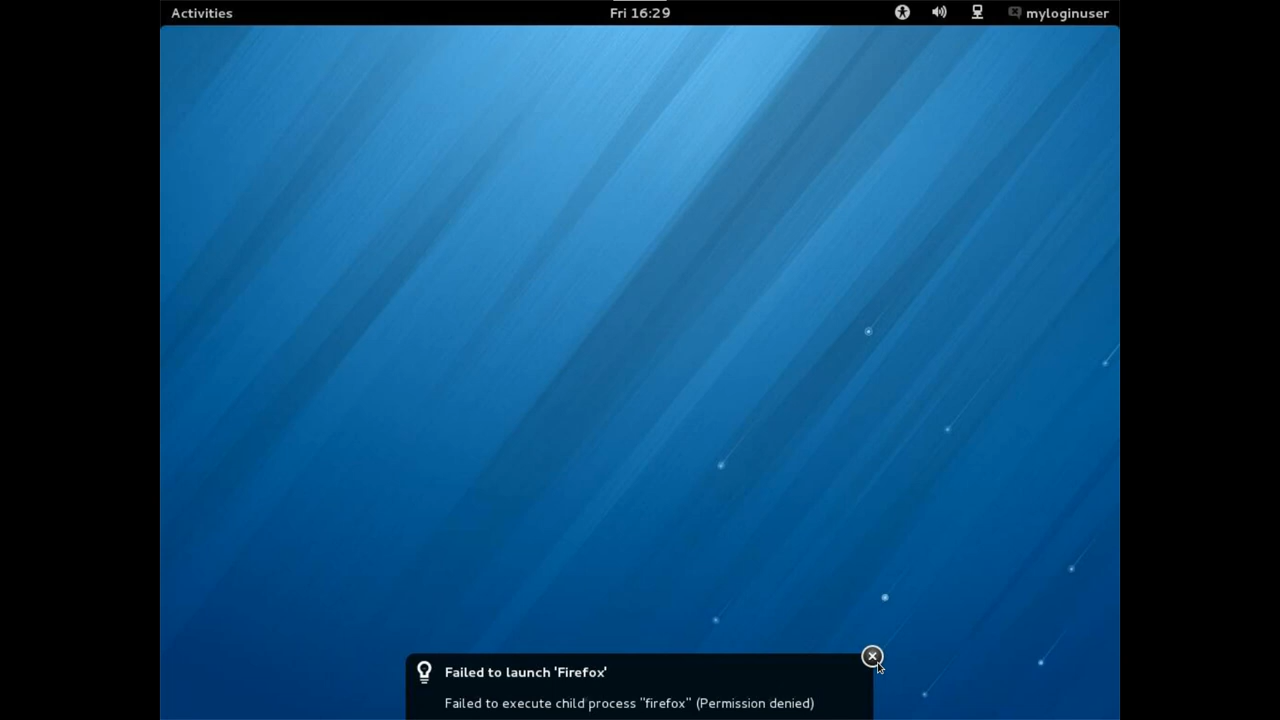 Activities
Fri 16:29
myloginuser
Failed to launch 'Firefox'
Failed to execute child process "firefox" (Permission denied)